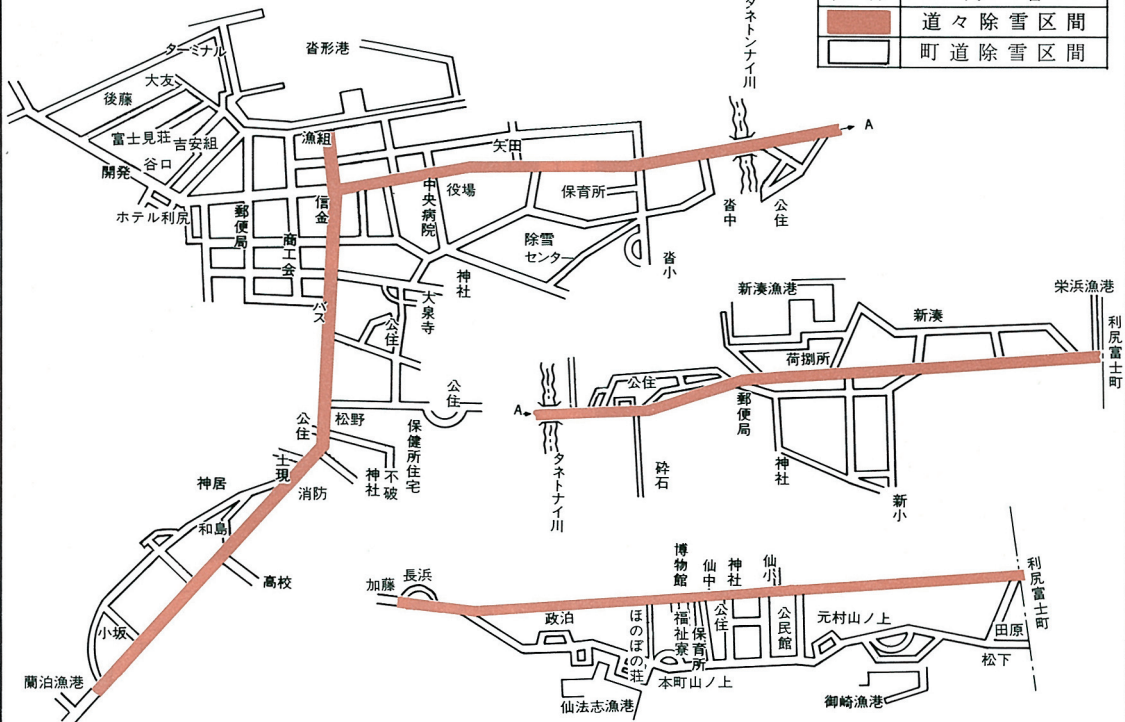 道々除雪区間
町道除雪区間
タネトンナイ川
ターミナル
沓形港
大友
後藤
富士見荘
吉安組
谷口
開発
漁組
矢田
A
ホテル利尻
郵便局
信金
中央病院
役場
保育所
沓中
公住
商工会
除雪
センター
沓小
神社
大泉寺
バス
公住
公住
松野
公住
保健所住宅
土現
消防
神社
不破
神居
和島
高校
小坂
蘭泊漁港
新湊漁港
栄浜漁港
新湊
利尻富士町
荷捌所
公住
A
郵便局
タネトナイ川
砕石
神社
新小
加藤
長浜
政泊
博物館
仙中
神社
仙小
利尻富士町
ほのぼの荘
福祉寮
保育所
公住
公民館
元村山ノ上
田原
松下
本町山ノ上
仙法志漁港
御崎漁港